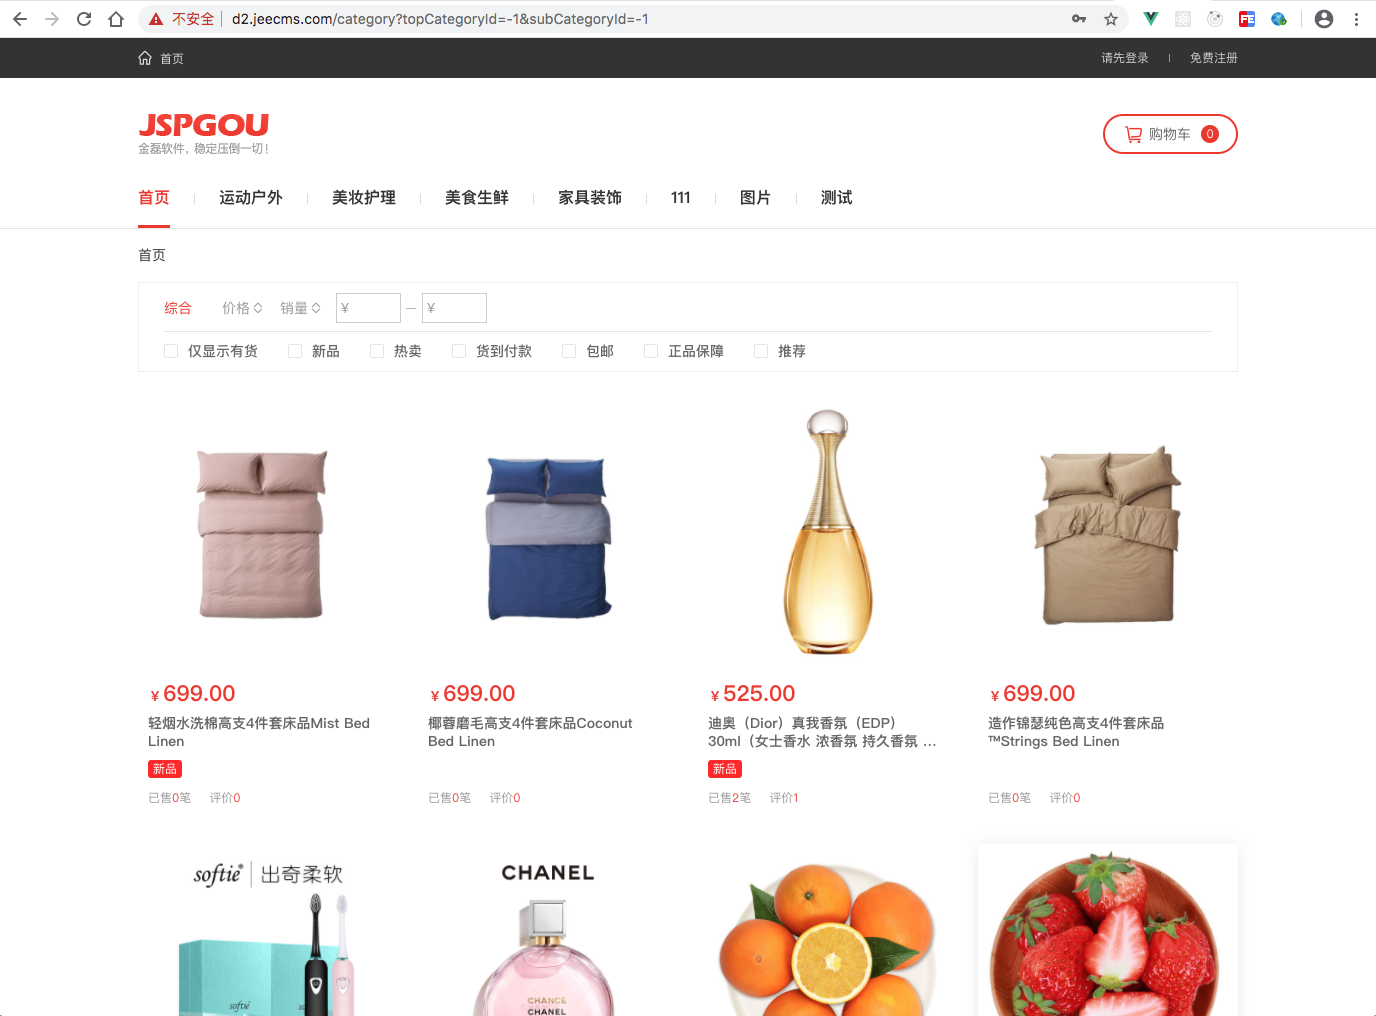 不安全 d2.jeecms.com/category?topCategoryId=-1&subCategoryId=-1
首页 请先登录 免费注册
JSPGOU
金磊软件，稳定压倒一切！
购物车 0
首页 运动户外 美妆护理 美食生鲜 家具装饰 111 图片 测试
首页
综合 价格 销量 ¥ — ¥
仅显示有货 新品 热卖 货到付款 包邮 正品保障 推荐
¥699.00
轻烟水洗棉高支4件套床品Mist Bed
Linen
新品
已售0笔 评价0
¥699.00
椰蓉磨毛高支4件套床品Coconut
Bed Linen
已售0笔 评价0
¥525.00
迪奥（Dior）真我香氛（EDP）
30ml（女士香水 浓香氛 持久香氛 ...
新品
已售2笔 评价1
¥699.00
造作锦瑟纯色高支4件套床品
™Strings Bed Linen
已售0笔 评价0
softie® 出奇柔软
softie
CHANEL
CHANCE
CHANEL